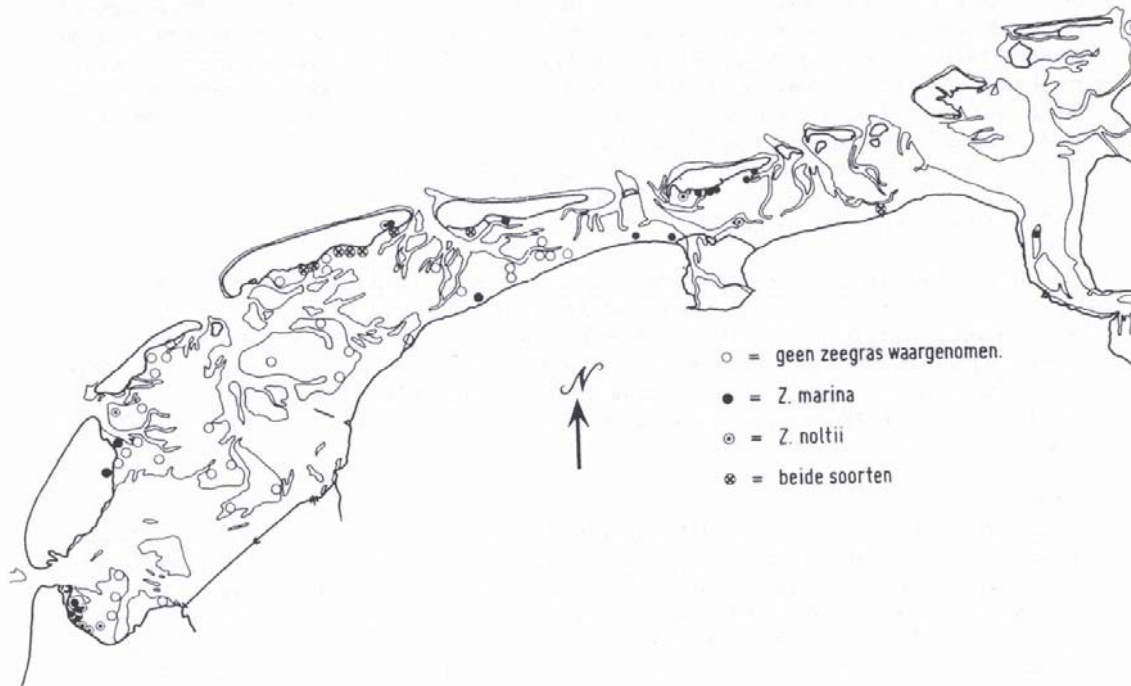 ○ = geen zeegras waargenomen.
N
● = Z. marina
⊙ = Z. noltii
⊗ = beide soorten